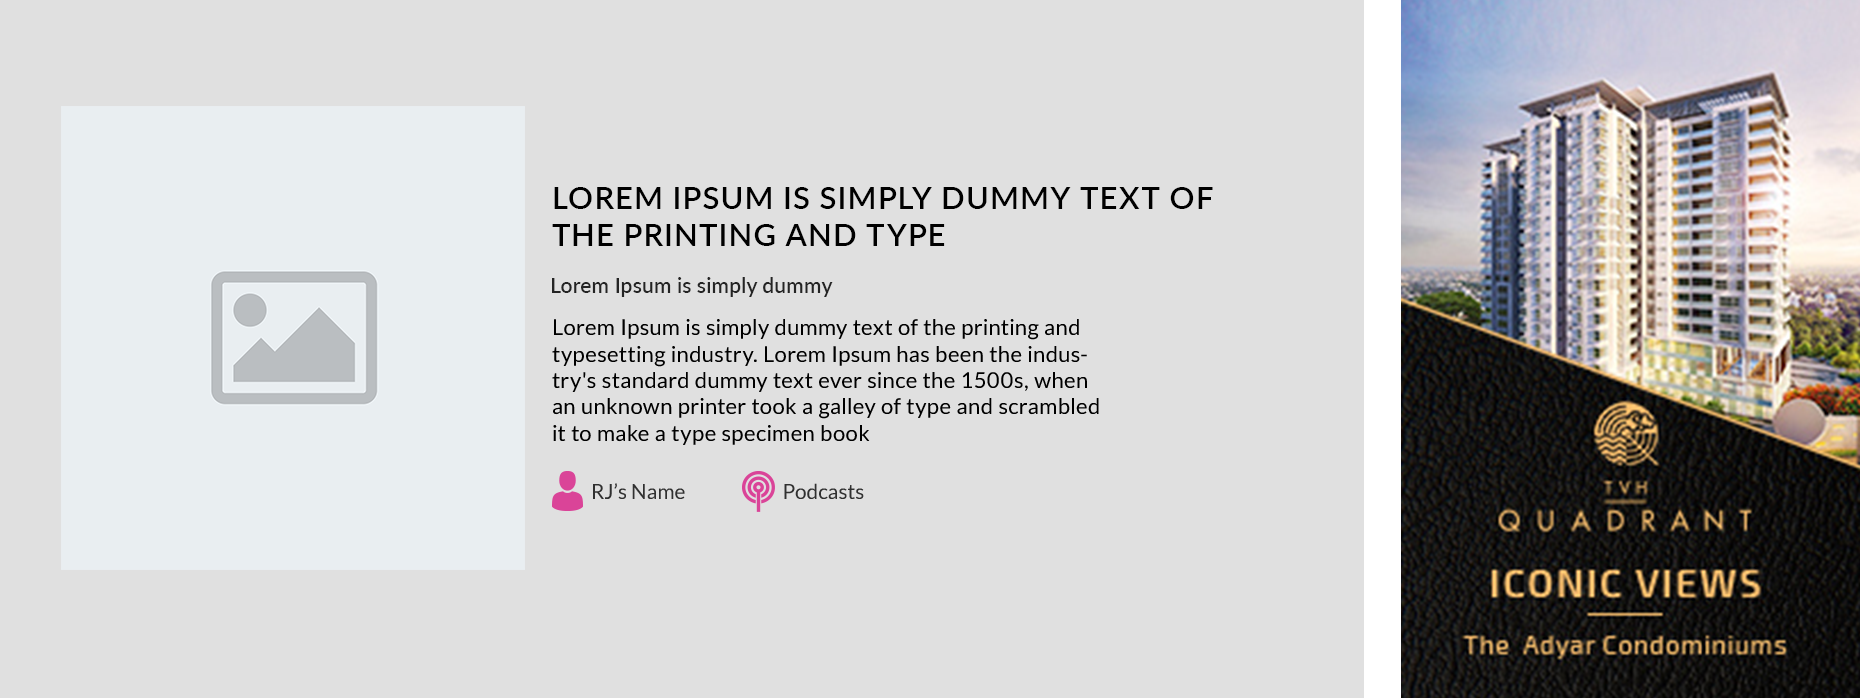 LOREM IPSUM IS SIMPLY DUMMY TEXT OF
THE PRINTING AND TYPE
Lorem Ipsum is simply dummy
Lorem Ipsum is simply dummy text of the printing and
typesetting industry. Lorem Ipsum has been the indus-
try's standard dummy text ever since the 1500s, when
an unknown printer took a galley of type and scrambled
it to make a type specimen book
RJ’s Name
Podcasts
TVH
QUADRANT
ICONIC VIEWS
The Adyar Condominiums